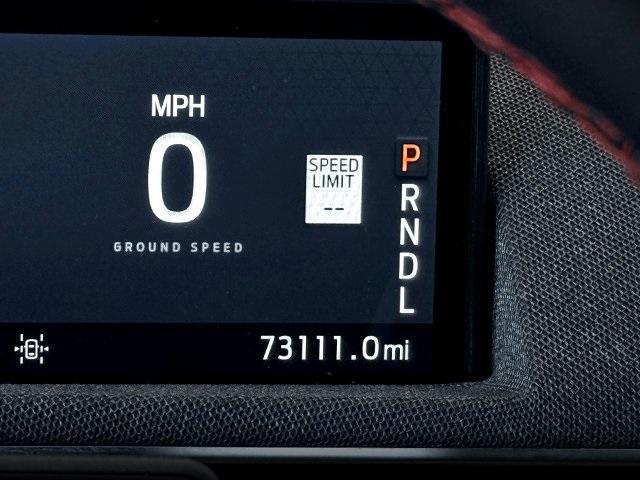 MPH
0
GROUND SPEED
SPEED
LIMIT
--
P
R
N
D
L
73111.0mi